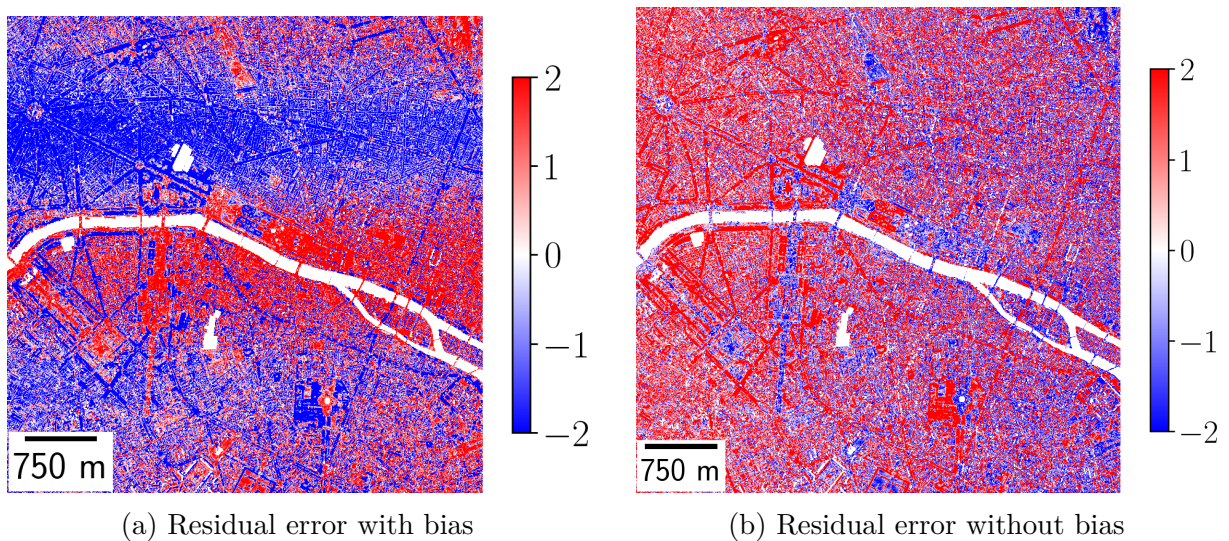 2
1
0
−1
−2
750 m
(a) Residual error with bias
2
1
0
−1
−2
750 m
(b) Residual error without bias